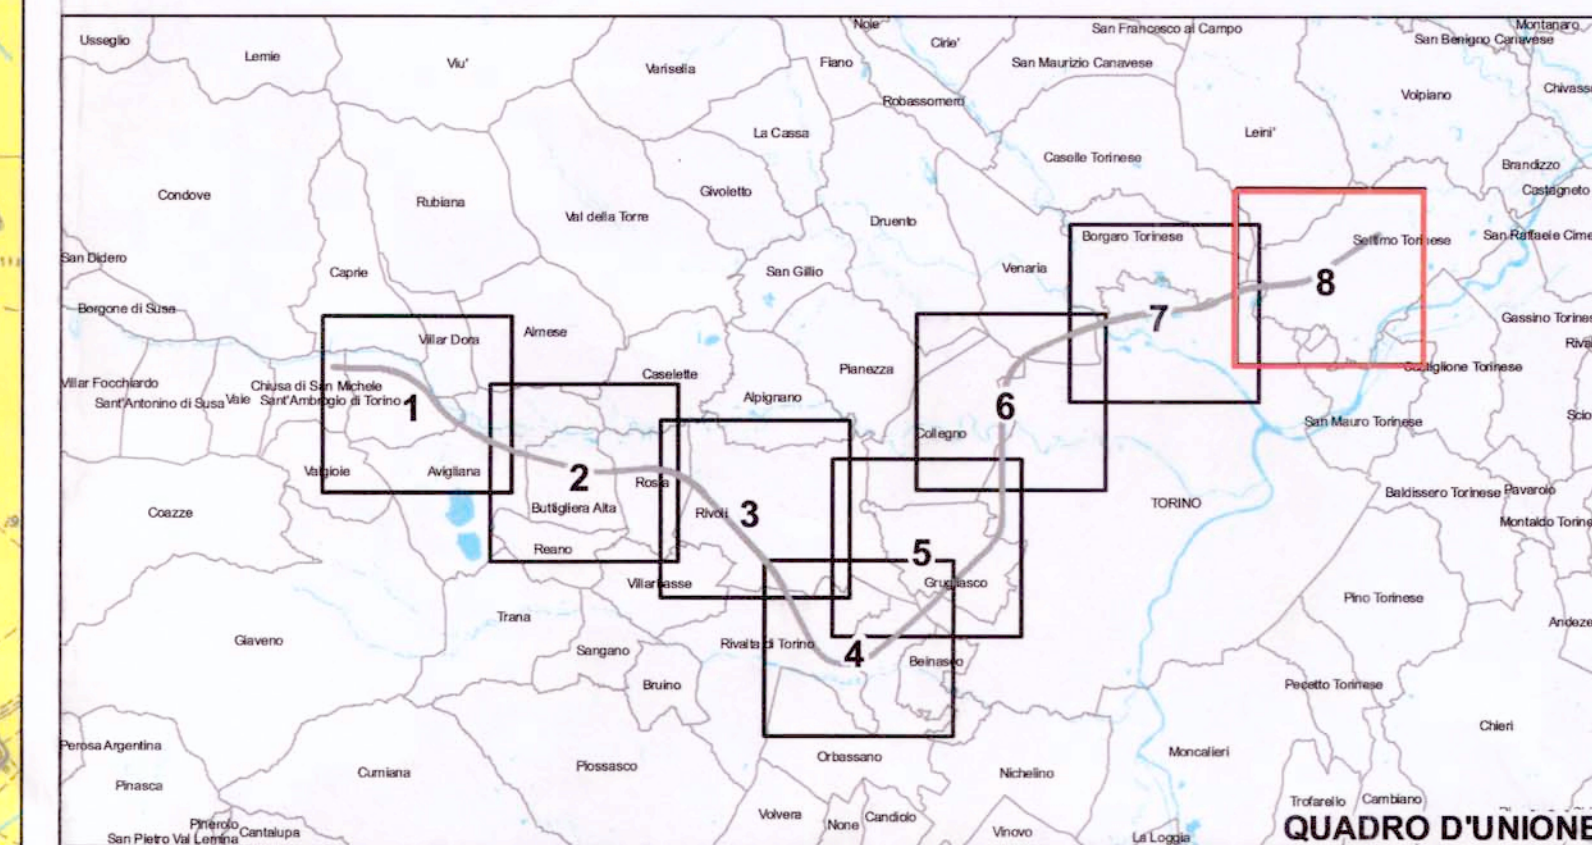 Usseglio
Lemie
Viu'
Varisella
Fiano
Nole'
Cirie'
San Francesco al Campo
San Maurizio Canavese
Montanaro
San Benigno Canavese
Robassomero
Volpiano
Chivass
La Cassa
Leini'
Caselle Torinese
Brandizzo
Condove
Rubiana
Val della Torre
Givoletto
Druento
Castagneto
San Didero
Caprie
San Gillio
Venaria
Borgaro Torinese
Settimo Torinese
San Raffaele Cime
8
Borgone di Susa
Villar Dora
Almese
7
Gassino Torines
Riva
Villar Focchiardo
Sant'Antonino di Susa
Vaie
Chiusa di San Michele
Sant'Ambrogio di Torino
1
Caselette
Alpignano
Pianezza
6
Castiglione Torinese
San Mauro Torinese
Scio
Collegno
Valgioie
Avigliana
2
Rosta
Buttigliera Alta
Rivoli
3
TORINO
Baldissero Torinese
Pavarolo
Montaldo Torine
Coazze
Reano
Villarbasse
5
Grugliasco
Pino Torinese
Andeze
Giaveno
Trana
Sangano
Bruino
Rivalta di Torino
4
Beinasco
Pecetto Torinese
Chieri
Perosa Argentina
Pinasca
Cumiana
Piossasco
Orbassano
Nichelino
Moncalieri
Pinerolo
San Pietro Val Lemina
Cantalupa
Volvera
None
Candiolo
Vinovo
La Loggia
Trofarello
Cambiano
QUADRO D'UNIONE